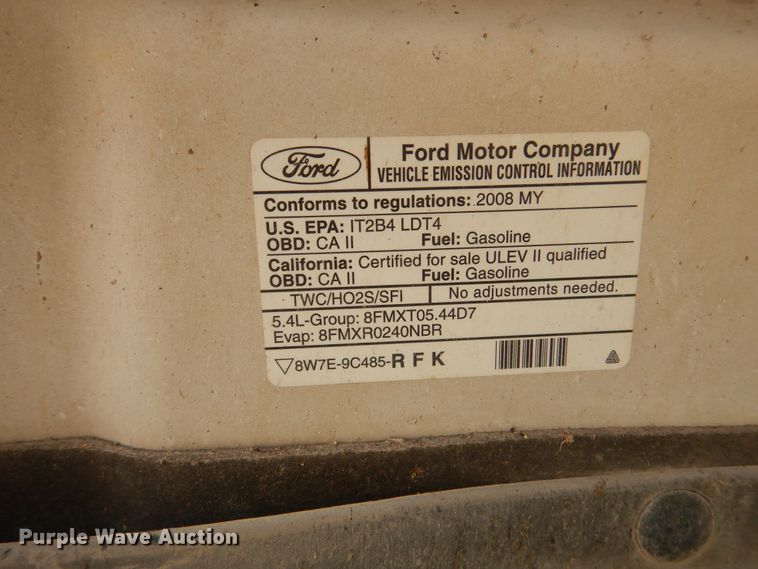 Ford
Ford Motor Company
VEHICLE EMISSION CONTROL INFORMATION
Conforms to regulations: 2008 MY
U.S. EPA: IT2B4 LDT4
OBD: CA II Fuel: Gasoline
California: Certified for sale ULEV II qualified
OBD: CA II Fuel: Gasoline
TWC/HO2S/SFI No adjustments needed.
5.4L-Group: 8FMXT05.44D7
Evap: 8FMXR0240NBR
8W7E-9C485-R F K
Purple Wave Auction